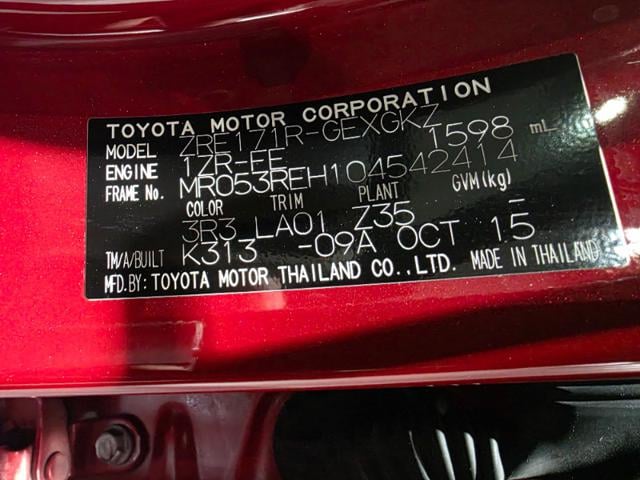 TOYOTA MOTOR CORPORATION
MODEL ZRE171R-GEXGKZ
ENGINE 1ZR-FE 1598 mL
FRAME No. MR053REH104542414
COLOR TRIM PLANT GVM(kg)
3R3 LA01 Z35 -
TM/A/BUILT K313 -09A OCT 15
MFD.BY: TOYOTA MOTOR THAILAND CO.,LTD. MADE IN THAILAND